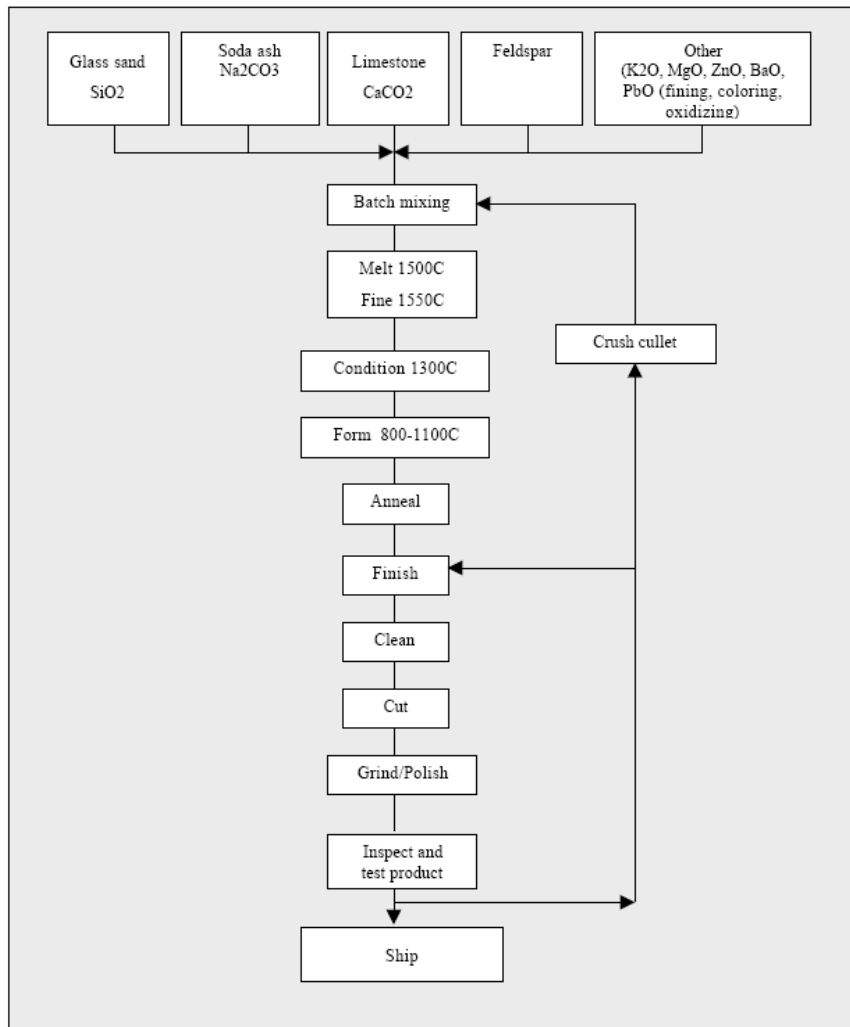 Glass sand
SiO2
Soda ash
Na2CO3
Limestone
CaCO2
Feldspar
Other
(K2O, MgO, ZnO, BaO,
PbO (fining, coloring,
oxidizing)
Batch mixing
Melt 1500C
Fine 1550C
Crush cullet
Condition 1300C
Form 800-1100C
Anneal
Finish
Clean
Cut
Grind/Polish
Inspect and
test product
Ship